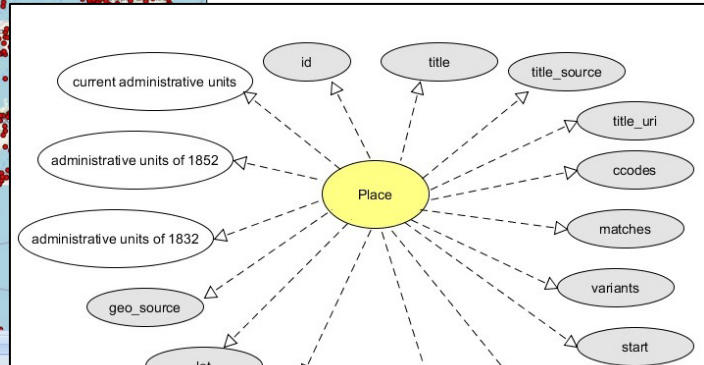 id
title
title_source
current administrative units
title_uri
administrative units of 1852
ccodes
Place
matches
administrative units of 1832
variants
geo_source
start